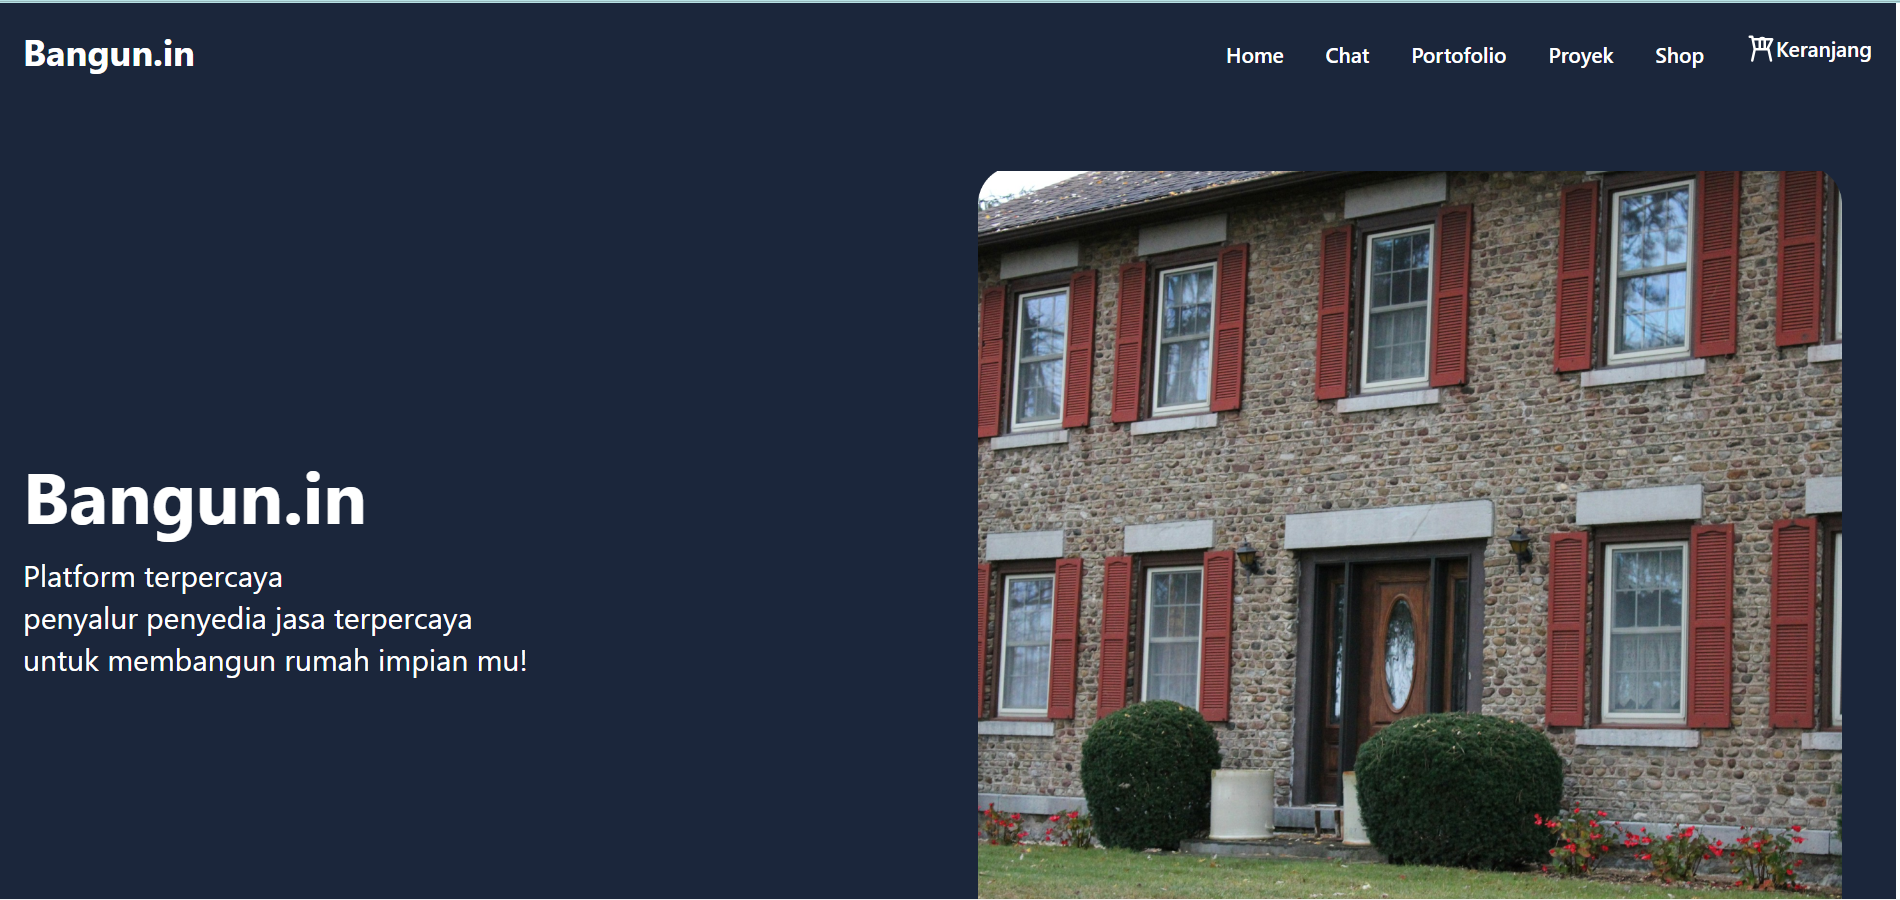 Bangun.in
Home Chat Portofolio Proyek Shop Keranjang
Bangun.in
Platform terpercaya
penyalur penyedia jasa terpercaya
untuk membangun rumah impian mu!